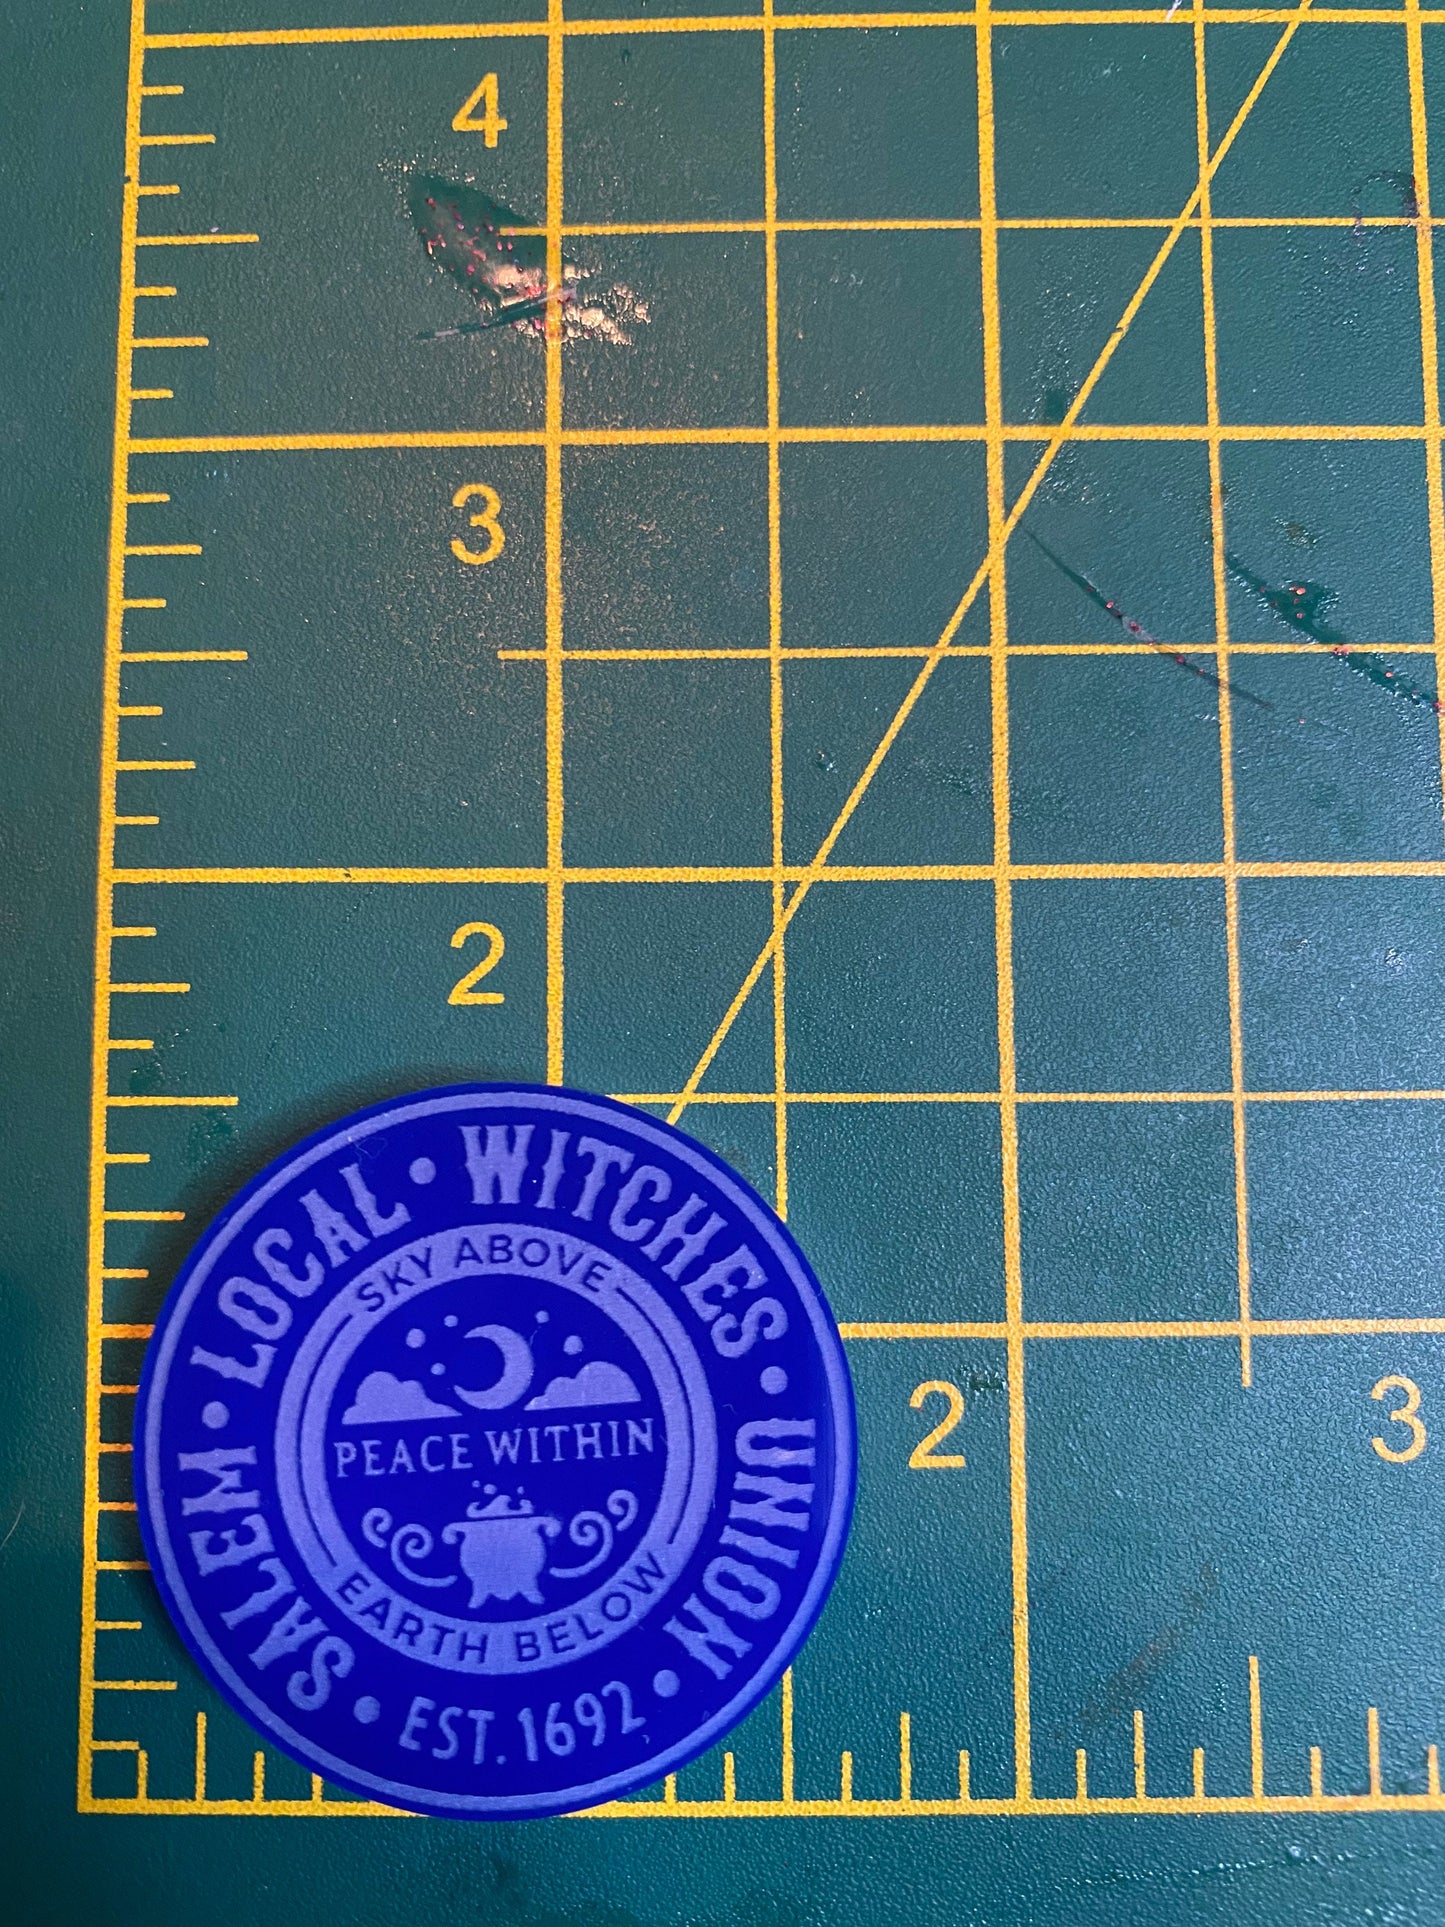 4
3
2
2
3
SALEM • LOCAL • WITCHES • UNION •
SKY ABOVE
PEACE WITHIN
EARTH BELOW
EST. 1692